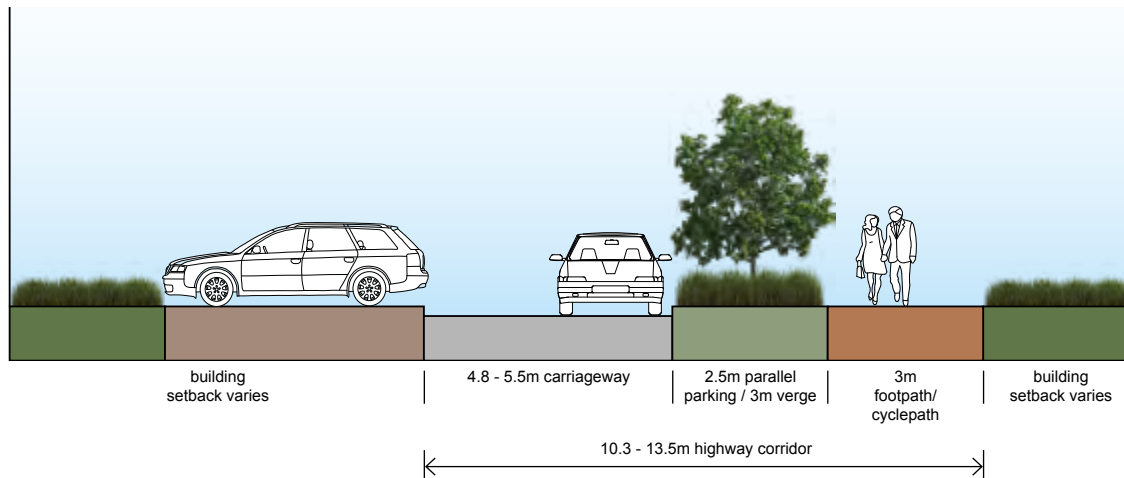 building
setback varies
4.8 - 5.5m carriageway
2.5m parallel
parking / 3m verge
3m
footpath/
cyclepath
building
setback varies
10.3 - 13.5m highway corridor